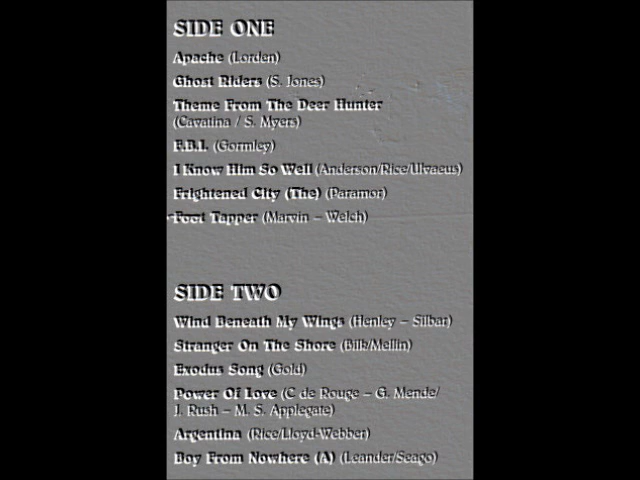 SIDE ONE
Apache (Lorden)
Ghost Riders (S. Jones)
Theme From The Deer Hunter
(Cavatina / S. Myers)
F.B.I. (Gormley)
I Know Him So Well (Anderson/Rice/Ulvaeus)
Frightened City (The) (Paramor)
Foot Tapper (Marvin – Welch)
SIDE TWO
Wind Beneath My Wings (Henley – Silbar)
Stranger On The Shore (Bilk/Mellin)
Exodus Song (Gold)
Power Of Love (C de Rouge – G. Mende/
J. Rush – M. S. Applegate)
Argentina (Rice/Lloyd-Webber)
Boy From Nowhere (A) (Leander/Seago)